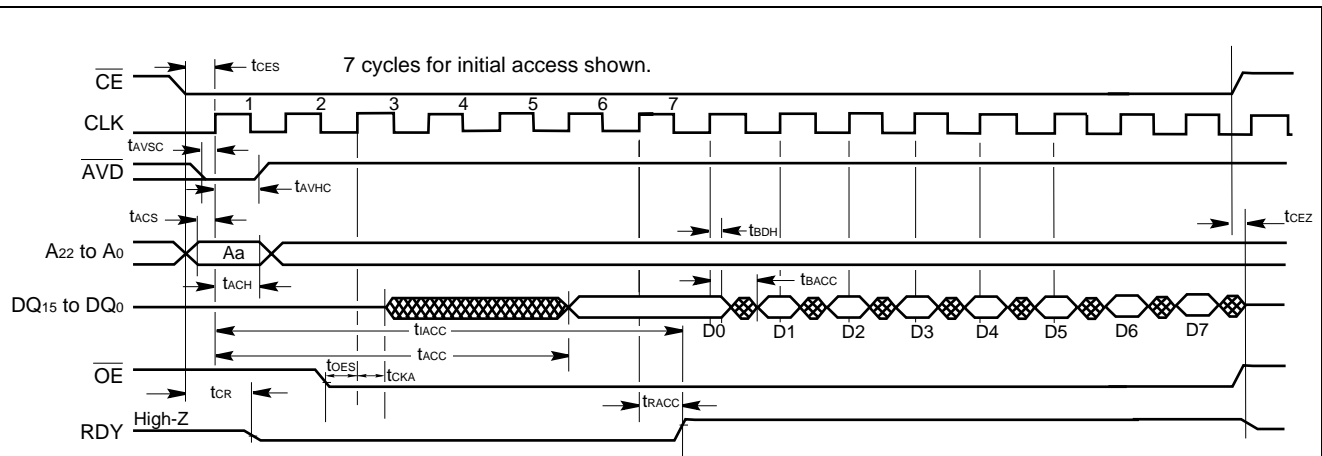 tCES 7 cycles for initial access shown.
CE
1 2 3 4 5 6 7
CLK
tAVSC
AVD
tAVHC
tACS
tCEZ
tBDH
A22 to A0
Aa
tBACC
tACH
DQ15 to DQ0
D0 D1 D2 D3 D4 D5 D6 D7
tIACC
tACC
tOES
OE
tCKA
tCR
tRACC
High-Z
RDY